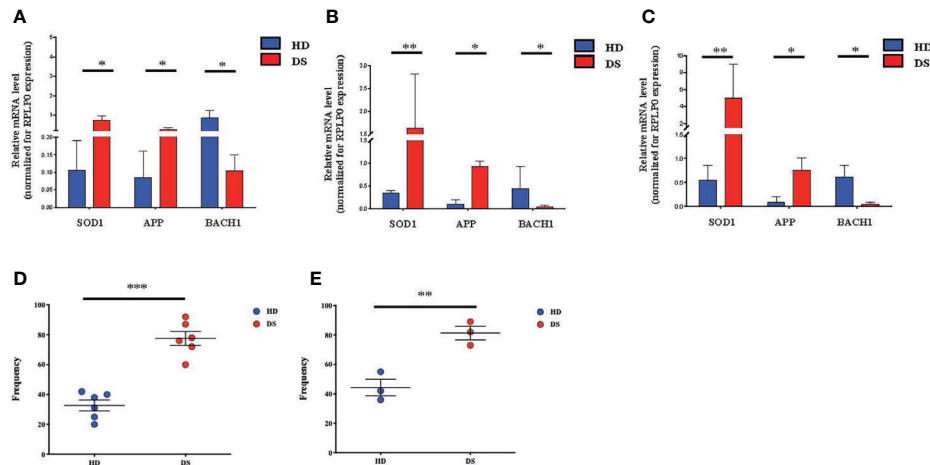 A
HD
DS
Relative mRNA level
(normalized for RPLP0 expression)
4
3
2
1
0.20
0.15
0.10
0.05
0.00
*
*
*
SOD1
APP
BACH1
B
HD
DS
Relative mRNA level
(normalized for RPLP0 expression)
3.0
2.5
2.0
1.5
1.0
0.5
0.0
**
*
*
SOD1
APP
BACH1
C
HD
DS
Relative mRNA level
(normalized for RPLP0 expression)
10
8
6
4
2
1.0
0.5
0.0
**
*
*
SOD1
APP
BACH1
D
***
HD
DS
Frequency
100
80
60
40
20
0
HD
DS
E
**
HD
DS
Frequency
100
80
60
40
20
0
HD
DS